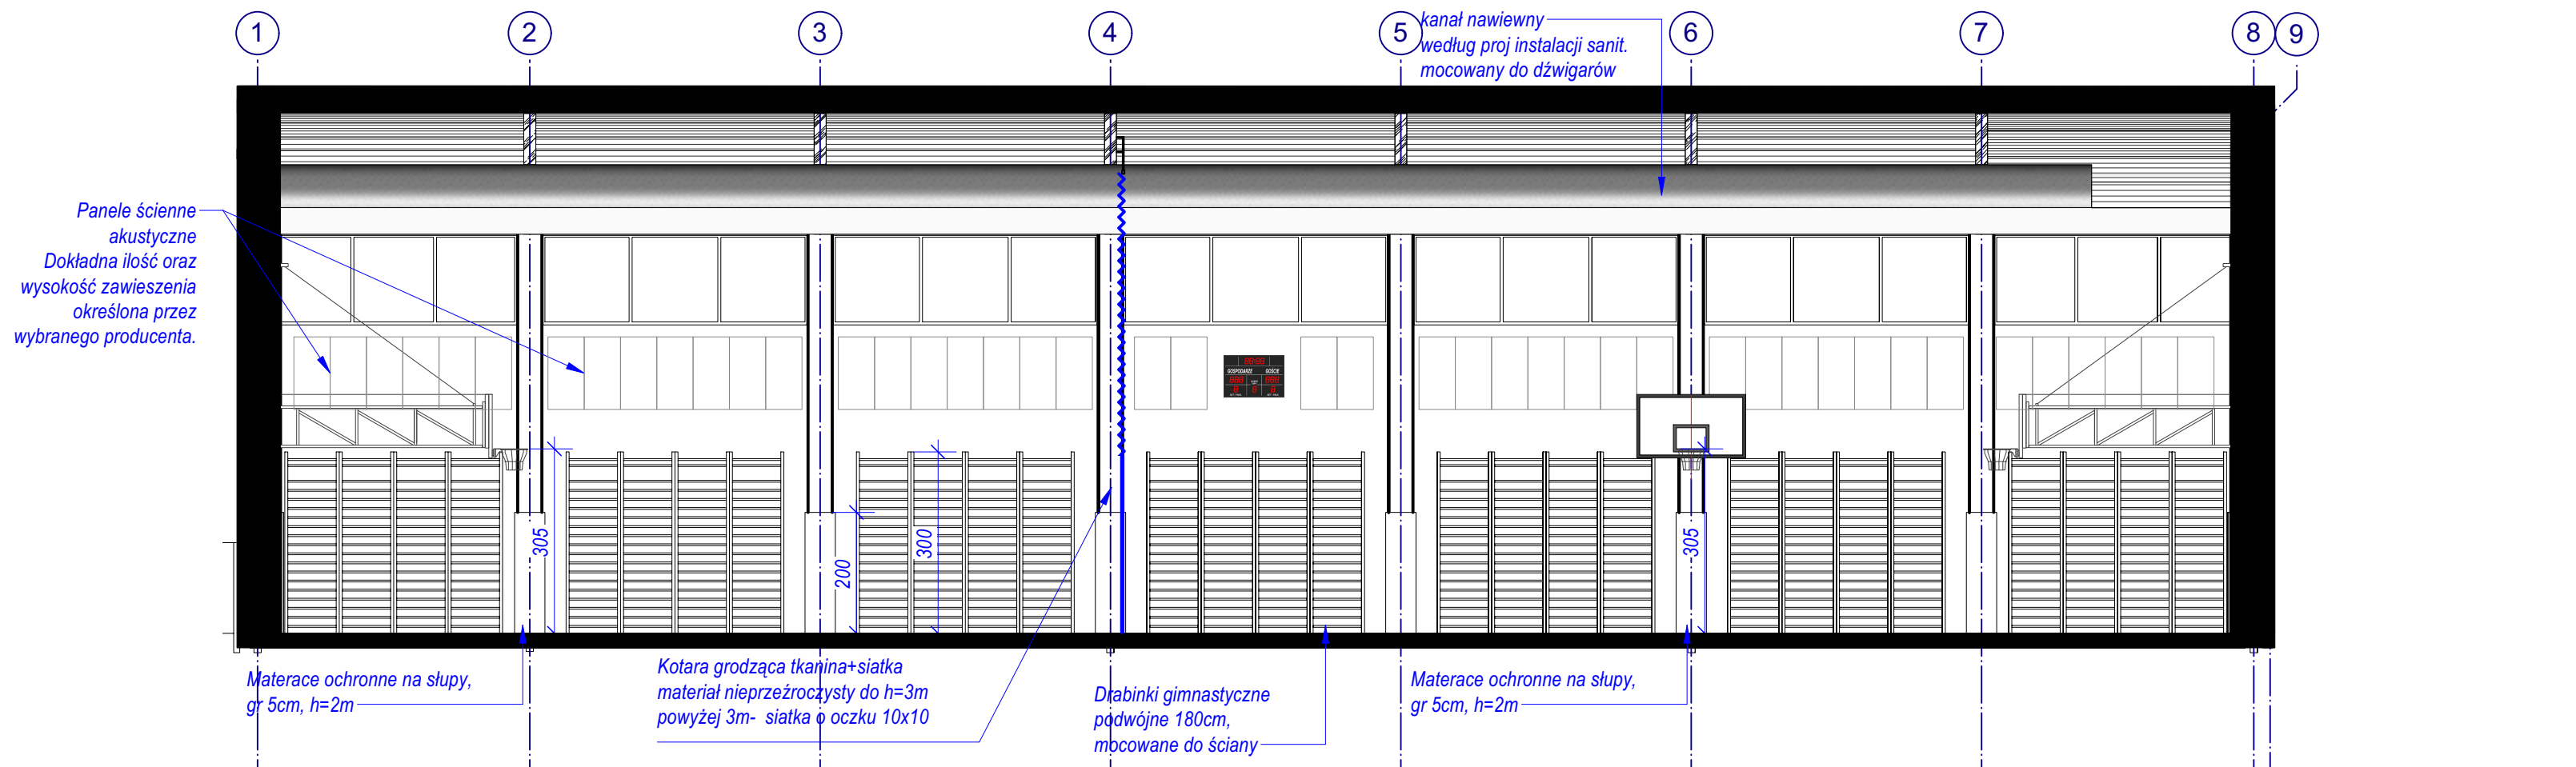 1
2
3
4
5
6
7
8
9
kanał nawiewny
według proj instalacji sanit.
mocowany do dźwigarów
Panele ścienne
akustyczne
Dokładna ilość oraz
wysokość zawieszenia
określona przez
wybranego producenta.
GOSPODARZE GOŚCIE
305
200
300
305
Materace ochronne na słupy,
gr 5cm, h=2m
Kotara grodząca tkanina+siatka
materiał nieprzeźroczysty do h=3m
powyżej 3m- siatka o oczku 10x10
Drabinki gimnastyczne
podwójne 180cm,
mocowane do ściany
Materace ochronne na słupy,
gr 5cm, h=2m